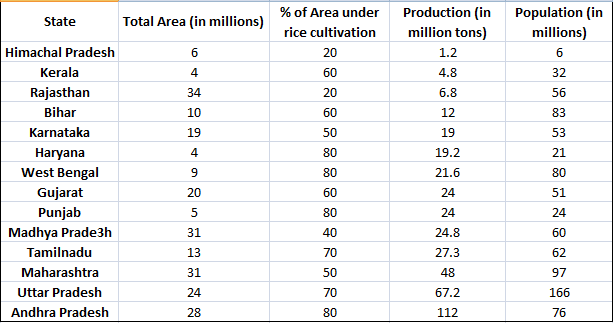 State Total Area (in millions) % of Area under rice cultivation Production (in million tons) Population (in millions)
Himachal Pradesh 6 20 1.2 6
Kerala 4 60 4.8 32
Rajasthan 34 20 6.8 56
Bihar 10 60 12 83
Karnataka 19 50 19 53
Haryana 4 80 19.2 21
West Bengal 9 80 21.6 80
Gujarat 20 60 24 51
Punjab 5 80 24 24
Madhya Prade3h 31 40 24.8 60
Tamilnadu 13 70 27.3 62
Maharashtra 31 50 48 97
Uttar Pradesh 24 70 67.2 166
Andhra Pradesh 28 80 112 76